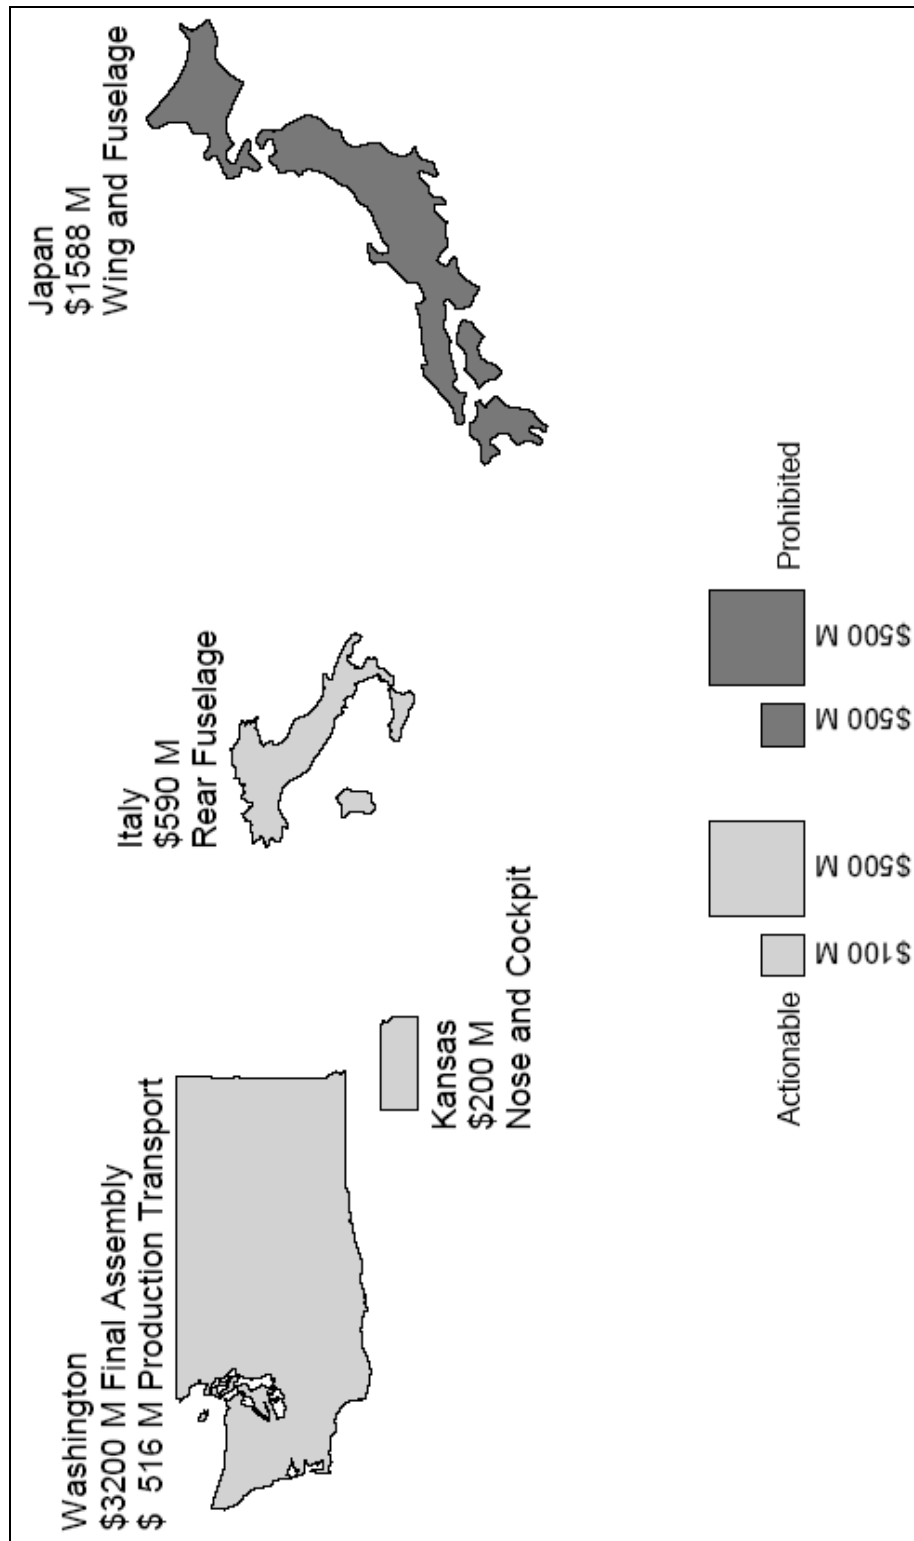 Washington
$3200 M Final Assembly
$ 516 M Production Transport
Kansas
$200 M
Nose and Cockpit
Italy
$590 M
Rear Fuselage
Japan
$1588 M
Wing and Fuselage
Actionable
$100 M
$500 M
$500 M
$500 M
Prohibited